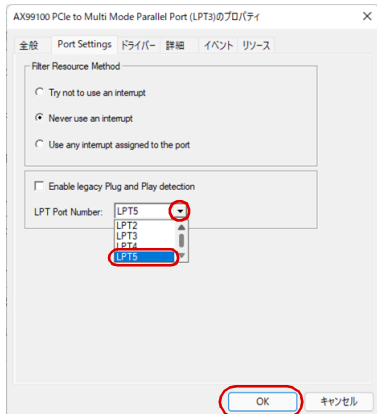 AX99100 PCIe to Multi Mode Parallel Port (LPT3)のプロパティ
全般 Port Settings ドライバー 詳細 イベント リソース
Filter Resource Method
Try not to use an interrupt
Never use an interrupt
Use any interrupt assigned to the port
Enable legacy Plug and Play detection
LPT Port Number: LPT5
LPT2
LPT3
LPT4
LPT5
OK キャンセル